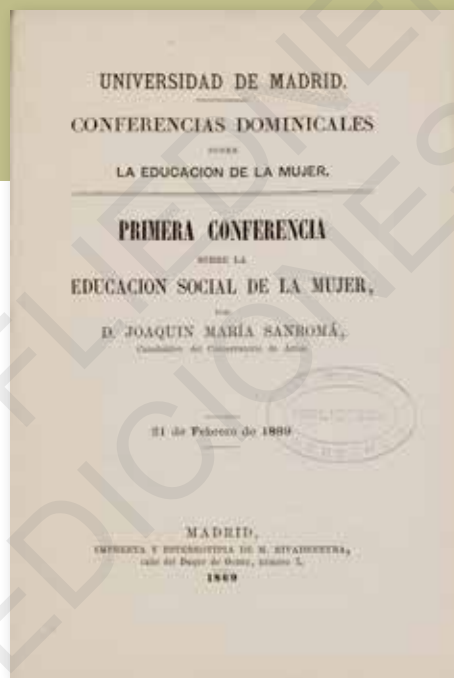 UNIVERSIDAD DE MADRID.
CONFERENCIAS DOMINICALES
SOBRE
LA EDUCACION DE LA MUJER.
PRIMERA CONFERENCIA
SOBRE LA
EDUCACION SOCIAL DE LA MUJER,
POR
D. JOAQUIN MARÍA SANROMÁ,
Catedrático del Conservatorio de Artes
21 de Febrero de 1869
MADRID,
IMPRENTA Y ESTEREOTIPIA DE M. RIVADENEYRA,
calle del Duque de Osuna, número 3,
1869
FLIEDNER
EDICIONES